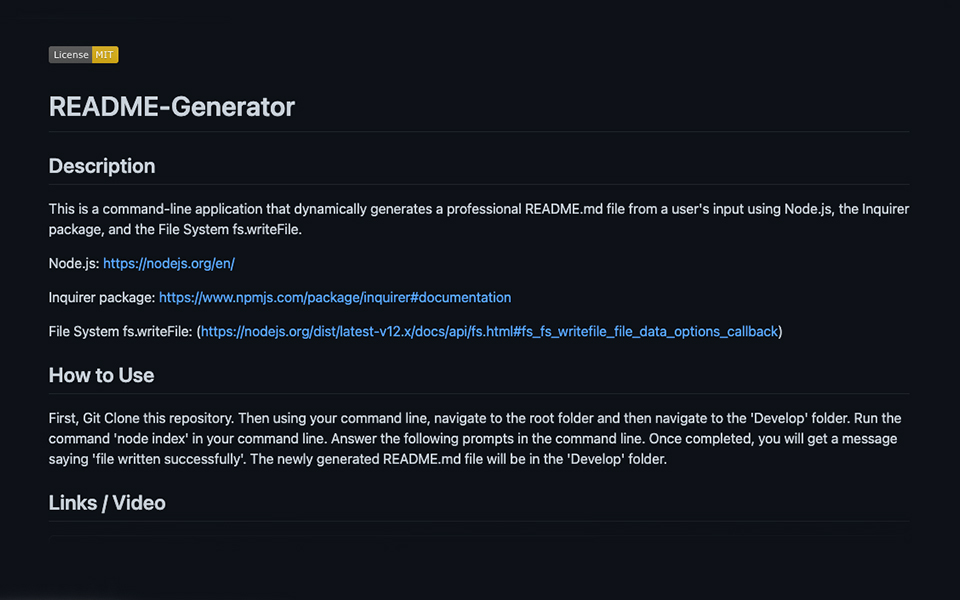 License MIT
README-Generator
Description
This is a command-line application that dynamically generates a professional README.md file from a user's input using Node.js, the Inquirer
package, and the File System fs.writeFile.
Node.js: https://nodejs.org/en/
Inquirer package: https://www.npmjs.com/package/inquirer#documentation
File System fs.writeFile: (https://nodejs.org/dist/latest-v12.x/docs/api/fs.html#fs_fs_writefile_file_data_options_callback)
How to Use
First, Git Clone this repository. Then using your command line, navigate to the root folder and then navigate to the 'Develop' folder. Run the
command 'node index' in your command line. Answer the following prompts in the command line. Once completed, you will get a message
saying 'file written successfully'. The newly generated README.md file will be in the 'Develop' folder.
Links / Video